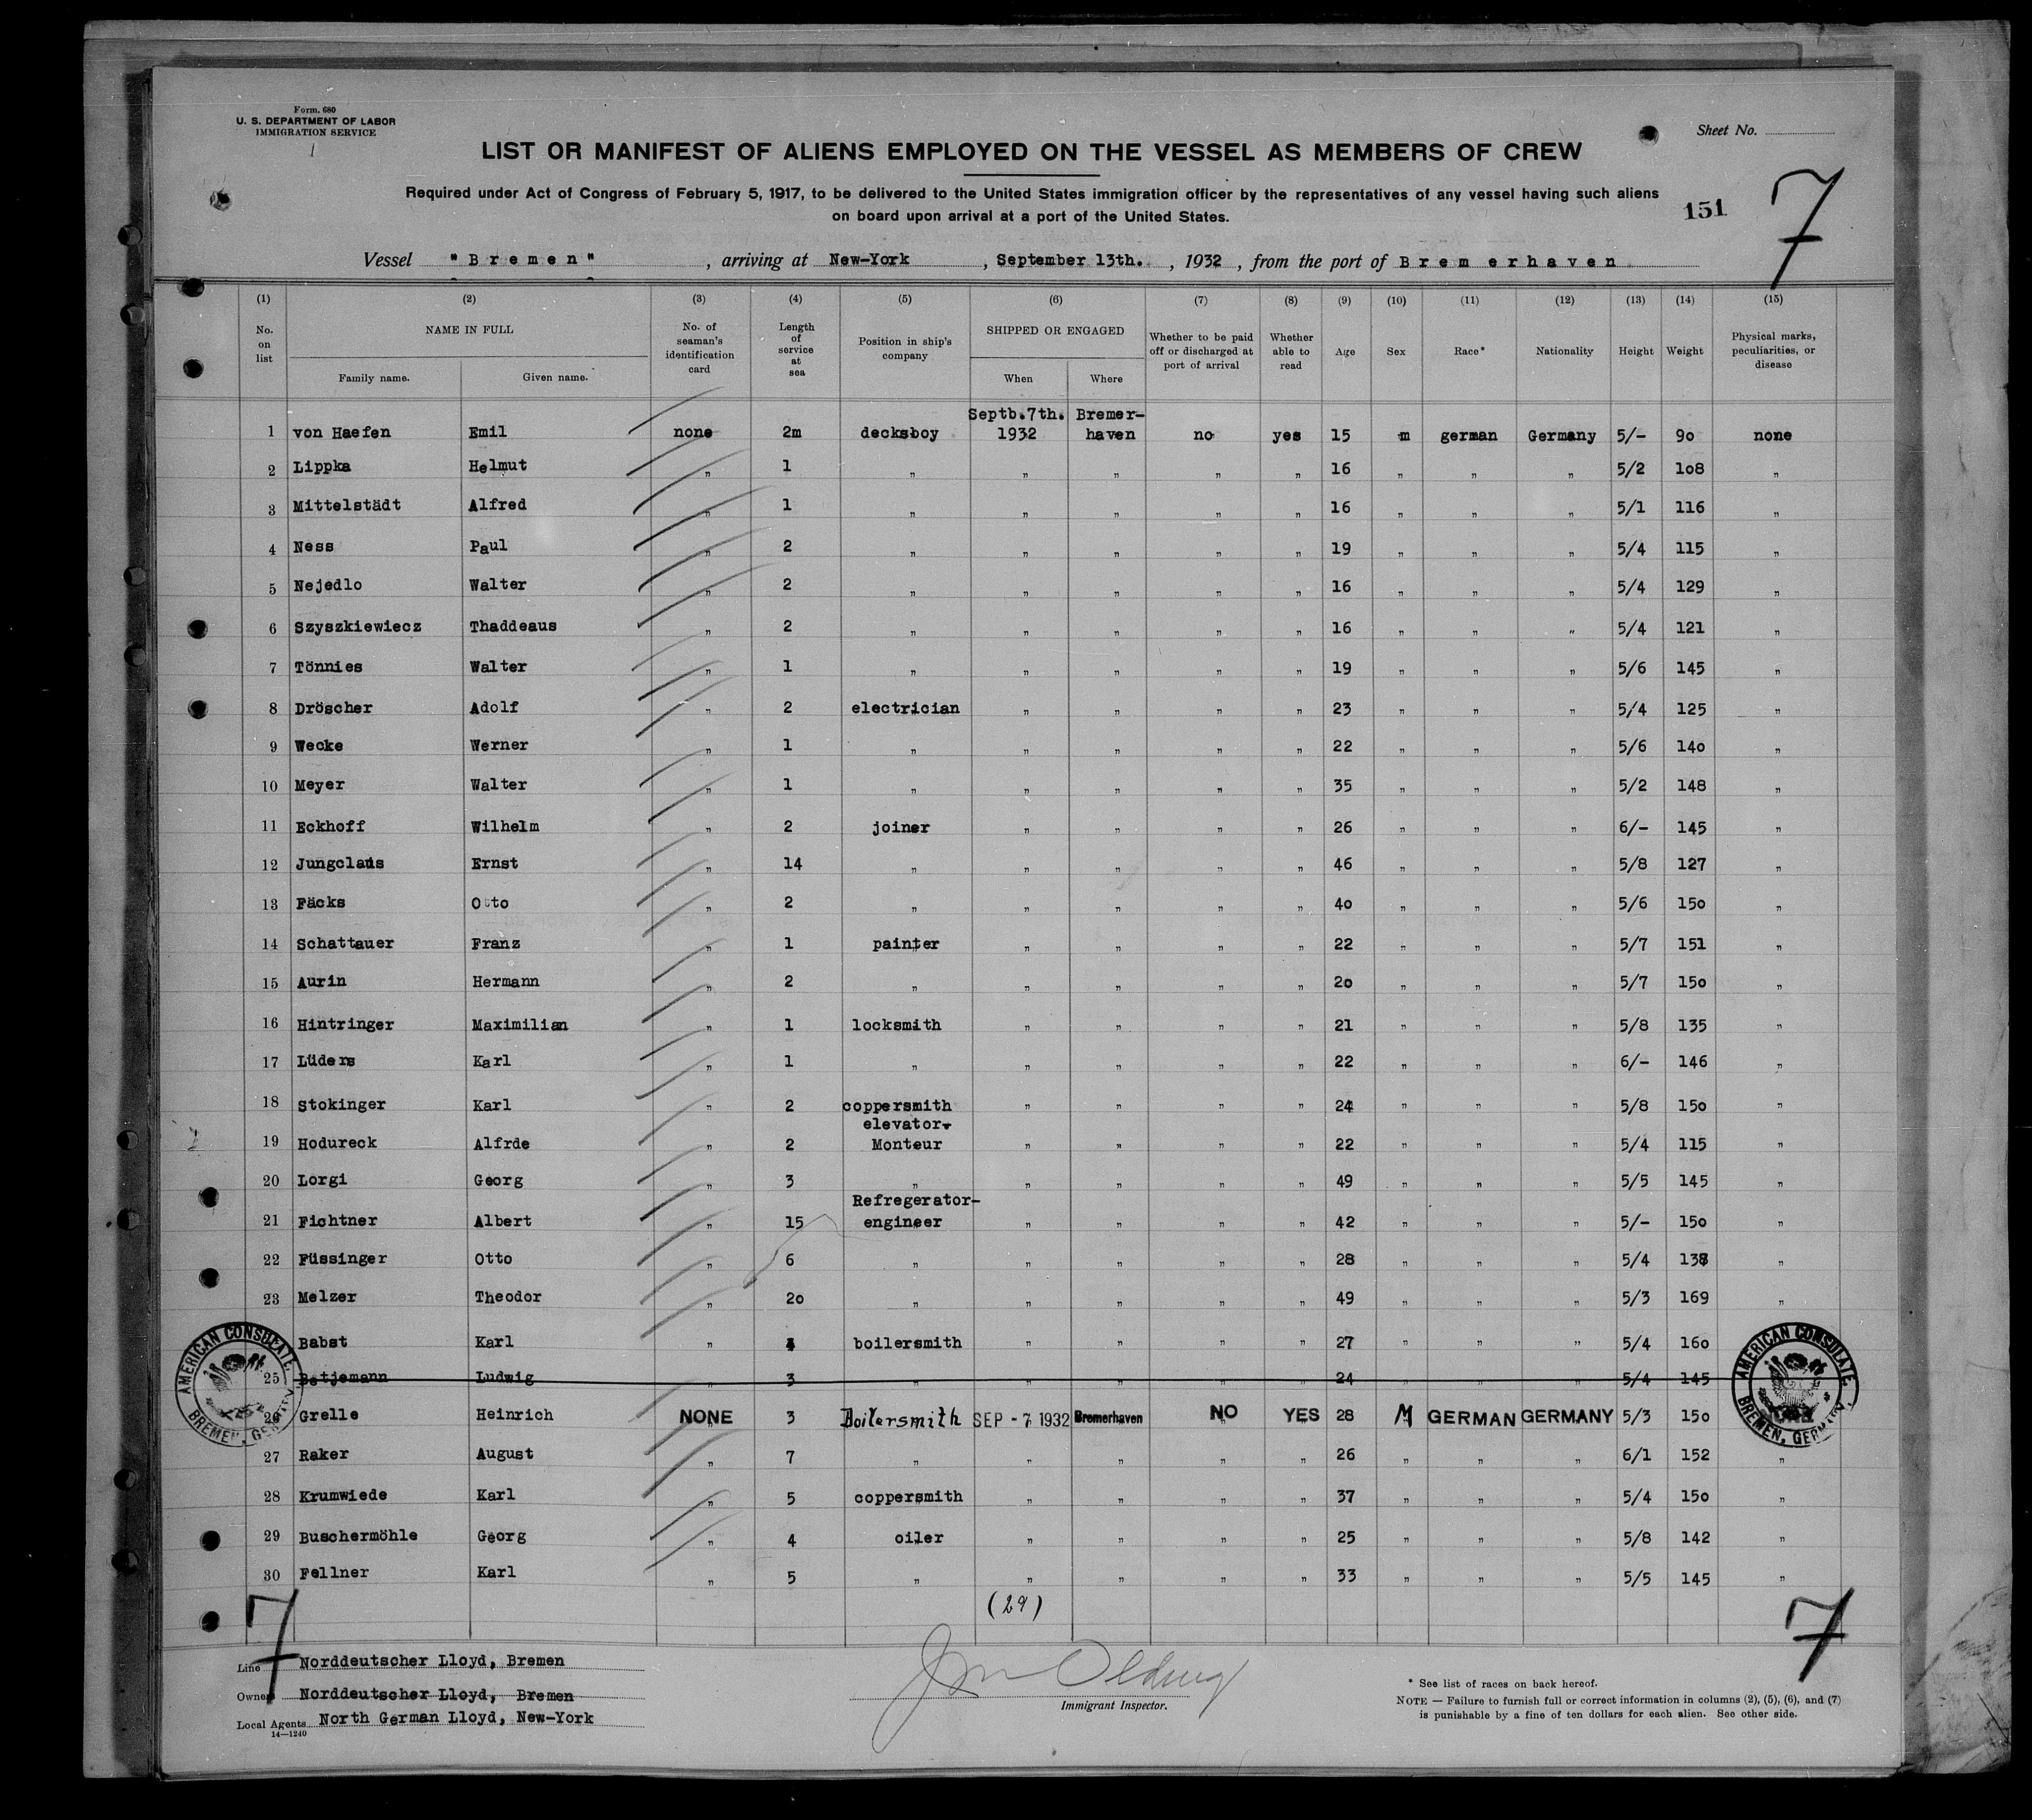 Form. 680
U. S. DEPARTMENT OF LABOR
IMMIGRATION SERVICE
Sheet No.
LIST OR MANIFEST OF ALIENS EMPLOYED ON THE VESSEL AS MEMBERS OF CREW
Required under Act of Congress of February 5, 1917, to be delivered to the United States immigration officer by the representatives of any vessel having such aliens
on board upon arrival at a port of the United States.
151
7
Vessel "Bremen", arriving at New-York, September 13th., 1932, from the port of Bremerhaven
(1) (2) (3) (4) (5) (6) (7) (8) (9) (10) (11) (12) (13) (14) (15)
No. on list NAME IN FULL Family name. Given name. No. of seaman's identification card Length of service at sea Position in ship's company SHIPPED OR ENGAGED When Where Whether to be paid off or discharged at port of arrival Whether able to read Age Sex Race* Nationality Height Weight Physical marks, peculiarities, or disease
1 von Haefen Emil none 2m decksboy Septb.7th. 1932 Bremer-haven no yes 15 m german Germany 5/- 90 none
2 Lippka Helmut " 1 " " " " " 16 " " " 5/2 108 "
3 Mittelstädt Alfred " 1 " " " " " 16 " " " 5/1 116 "
4 Ness Paul " 2 " " " " " 19 " " " 5/4 115 "
5 Nejedlo Walter " 2 " " " " " 16 " " " 5/4 129 "
6 Szyszkiewiecz Thaddeaus " 2 " " " " " 16 " " " 5/4 121 "
7 Tönnies Walter " 1 " " " " " 19 " " " 5/6 145 "
8 Dröscher Adolf " 2 electrician " " " " 23 " " " 5/4 125 "
9 Wecke Werner " 1 " " " " " 22 " " " 5/6 140 "
10 Meyer Walter " 1 " " " " " 35 " " " 5/2 148 "
11 Eckhoff Wilhelm " 2 joiner " " " " 26 " " " 6/- 145 "
12 Jungclaus Ernst " 14 " " " " " 46 " " " 5/8 127 "
13 Fäcks Otto " 2 " " " " " 40 " " " 5/6 150 "
14 Schattauer Franz " 1 painter " " " " 22 " " " 5/7 151 "
15 Aurin Hermann " 2 " " " " " 20 " " " 5/7 150 "
16 Hintringer Maximilian " 1 locksmith " " " " 21 " " " 5/8 135 "
17 Lüders Karl " 1 " " " " " 22 " " " 6/- 146 "
18 Stokinger Karl " 2 coppersmith " " " " 24 " " " 5/8 150 "
19 Hodureck Alfrde " 2 elevator- Monteur " " " " 22 " " " 5/4 115 "
20 Lorgi Georg " 3 " " " " " 49 " " " 5/5 145 "
21 Fichtner Albert " 15 Refregerator-engineer " " " " 42 " " " 5/- 150 "
22 Füssinger Otto " 6 " " " " " 28 " " " 5/4 138 "
23 Melzer Theodor " 20 " " " " " 49 " " " 5/3 169 "
Babst Karl " 4 boilersmith " " " " 27 " " " 5/4 160
25 Betjemann Ludwig " 3 " " " " " 24 " " " 5/4 145
26 Grelle Heinrich NONE 3 Boilersmith SEP - 7 1932 Bremerhaven NO YES 28 M GERMAN GERMANY 5/3 150
27 Raker August " 7 " " " " " 26 " " " 6/1 152 "
28 Krumwiede Karl " 5 coppersmith " " " " 37 " " " 5/4 150 "
29 Buschermöhle Georg " 4 oiler " " " " 25 " " " 5/8 142 "
30 Fellner Karl " 5 " " " " " 33 " " " 5/5 145 "
AMERICAN CONSULATE, BREMEN, GERMANY
AMERICAN CONSULATE, BREMEN, GERMANY
(29)
7
7
Line Norddeutscher Lloyd, Bremen
Owners Norddeutscher Lloyd, Bremen
Local Agents North German Lloyd, New-York
14—1240
Immigrant Inspector.
* See list of races on back hereof.
NOTE — Failure to furnish full or correct information in columns (2), (5), (6), and (7)
is punishable by a fine of ten dollars for each alien. See other side.